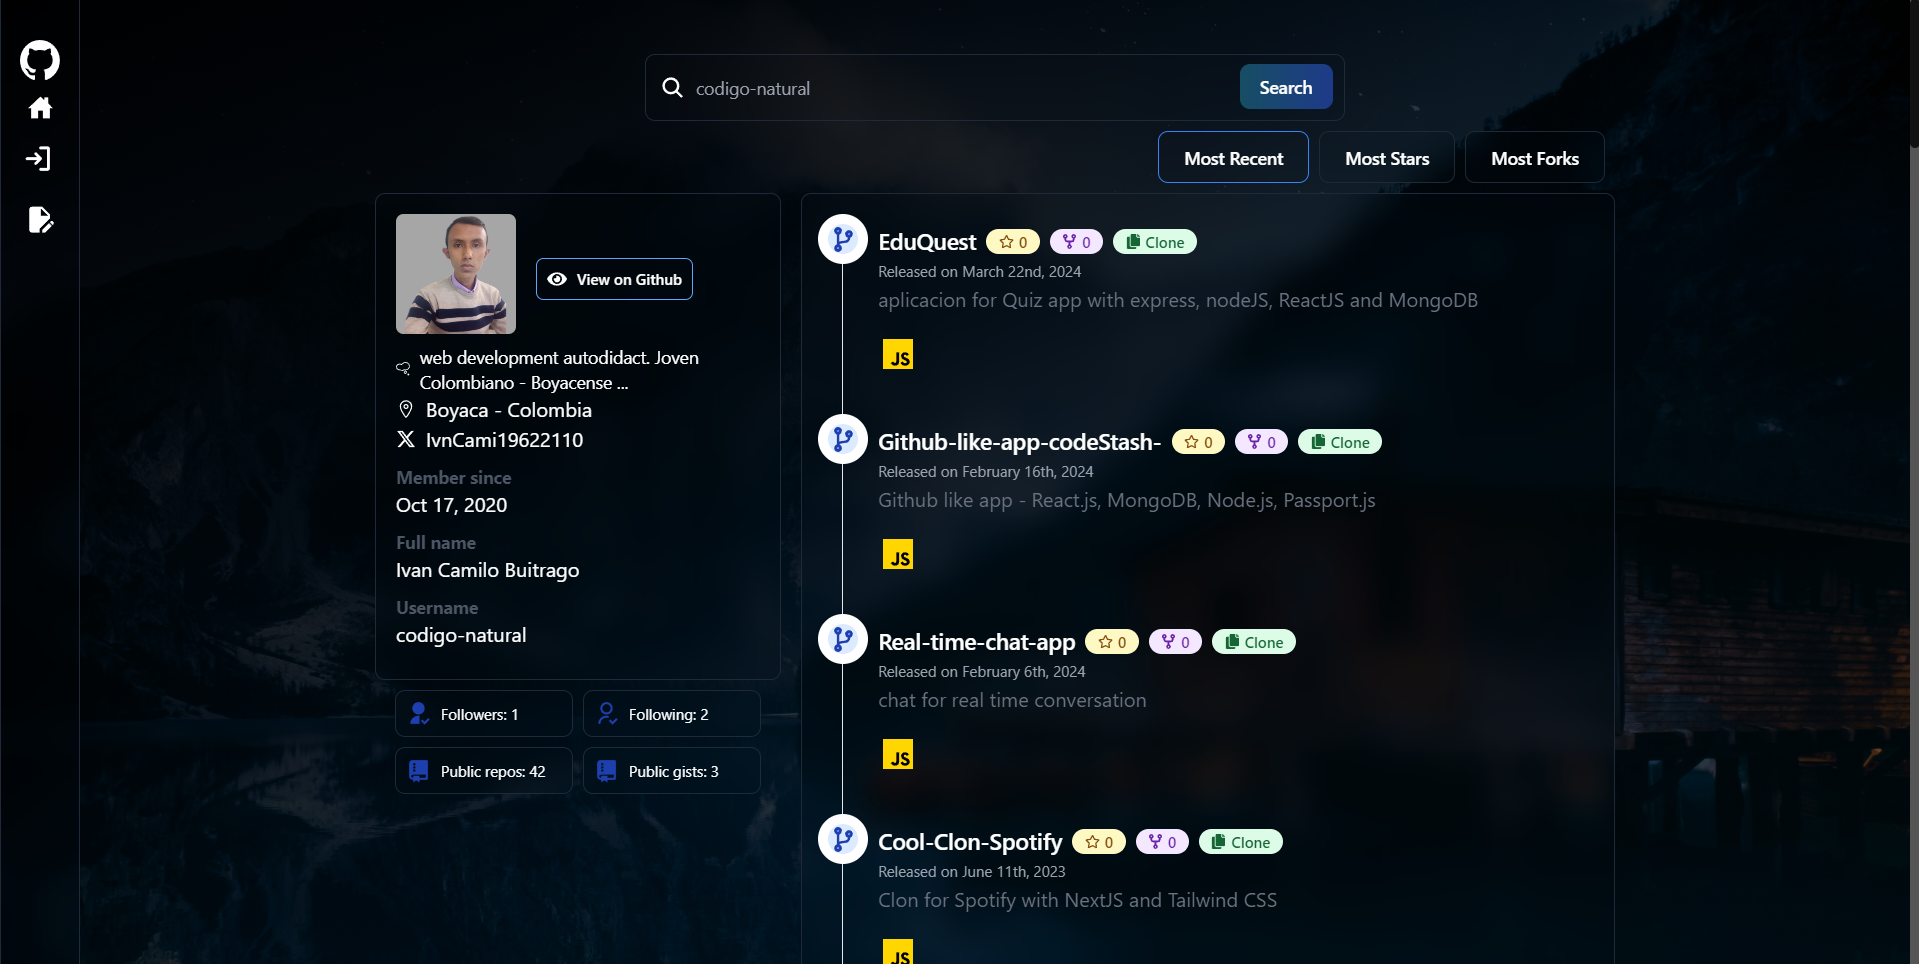 codigo-natural
Search
Most Recent
Most Stars
Most Forks
View on Github
web development autodidact. Joven
Colombiano - Boyacense ...
Boyaca - Colombia
IvnCami19622110
Member since
Oct 17, 2020
Full name
Ivan Camilo Buitrago
Username
codigo-natural
Followers: 1
Following: 2
Public repos: 42
Public gists: 3
EduQuest 0 0 Clone
Released on March 22nd, 2024
aplicacion for Quiz app with express, nodeJS, ReactJS and MongoDB
JS
Github-like-app-codeStash- 0 0 Clone
Released on February 16th, 2024
Github like app - React.js, MongoDB, Node.js, Passport.js
JS
Real-time-chat-app 0 0 Clone
Released on February 6th, 2024
chat for real time conversation
JS
Cool-Clon-Spotify 0 0 Clone
Released on June 11th, 2023
Clon for Spotify with NextJS and Tailwind CSS
JS